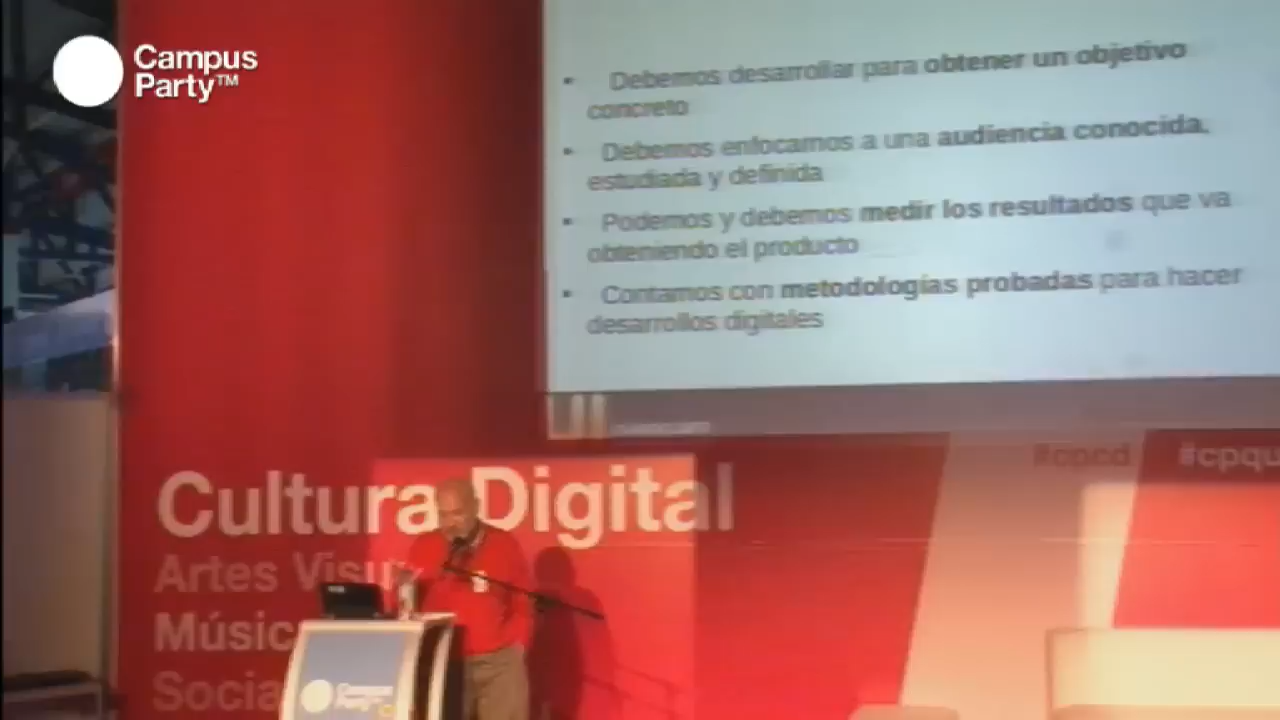 Campus
Party™
• Debemos desarrollar para obtener un objetivo
concreto
• Debemos enfocarnos a una audiencia conocida,
estudiada y definida
• Podemos y debemos medir los resultados que va
obteniendo el producto
• Contamos con metodologías probadas para hacer
desarrollos digitales
#cpcd
#cpqu
Cultura Digital
Artes Visu
Músic
Socia
Campus
Party